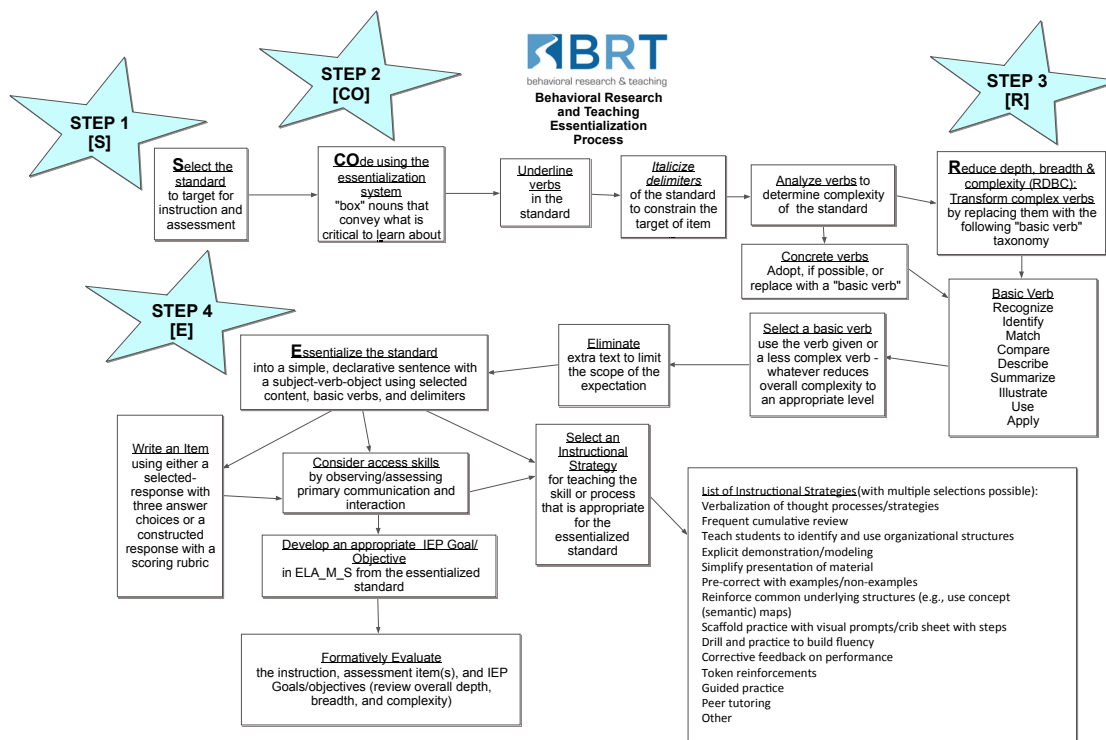 STEP 1
[S]
STEP 2
[CO]
BRT
behavioral research & teaching
Behavioral Research
and Teaching
Essentialization
Process
STEP 3
[R]
Select the
standard
to target for
instruction and
assessment
COde using the
essentialization
system
"box" nouns that
convey what is
critical to learn about
Underline
verbs
in the standard
Italicize
delimiters
of the standard
to constrain the
target of item
Analyze verbs to
determine complexity
of the standard
Reduce depth, breadth &
complexity (RDBC):
Transform complex verbs
by replacing them with the
following "basic verb"
taxonomy
Concrete verbs
Adopt, if possible, or
replace with a "basic verb"
Basic Verb
Recognize
Identify
Match
Compare
Describe
Summarize
Illustrate
Use
Apply
Select a basic verb
use the verb given or
a less complex verb -
whatever reduces
overall complexity to
an appropriate level
Eliminate
extra text to limit
the scope of the
expectation
STEP 4
[E]
Essentialize the standard
into a simple, declarative sentence with
a subject-verb-object using selected
content, basic verbs, and delimiters
Write an Item
using either a
selected-
response with
three answer
choices or a
constructed
response with a
scoring rubric
Consider access skills
by observing/assessing
primary communication and
interaction
Select an
Instructional
Strategy
for teaching the
skill or process
that is appropriate
for the
essentialized
standard
Develop an appropriate IEP Goal/
Objective
in ELA_M_S from the essentialized
standard
Formatively Evaluate
the instruction, assessment item(s), and IEP
Goals/objectives (review overall depth,
breadth, and complexity)
List of Instructional Strategies(with multiple selections possible):
Verbalization of thought processes/strategies
Frequent cumulative review
Teach students to identify and use organizational structures
Explicit demonstration/modeling
Simplify presentation of material
Pre-correct with examples/non-examples
Reinforce common underlying structures (e.g., use concept
(semantic) maps)
Scaffold practice with visual prompts/crib sheet with steps
Drill and practice to build fluency
Corrective feedback on performance
Token reinforcements
Guided practice
Peer tutoring
Other